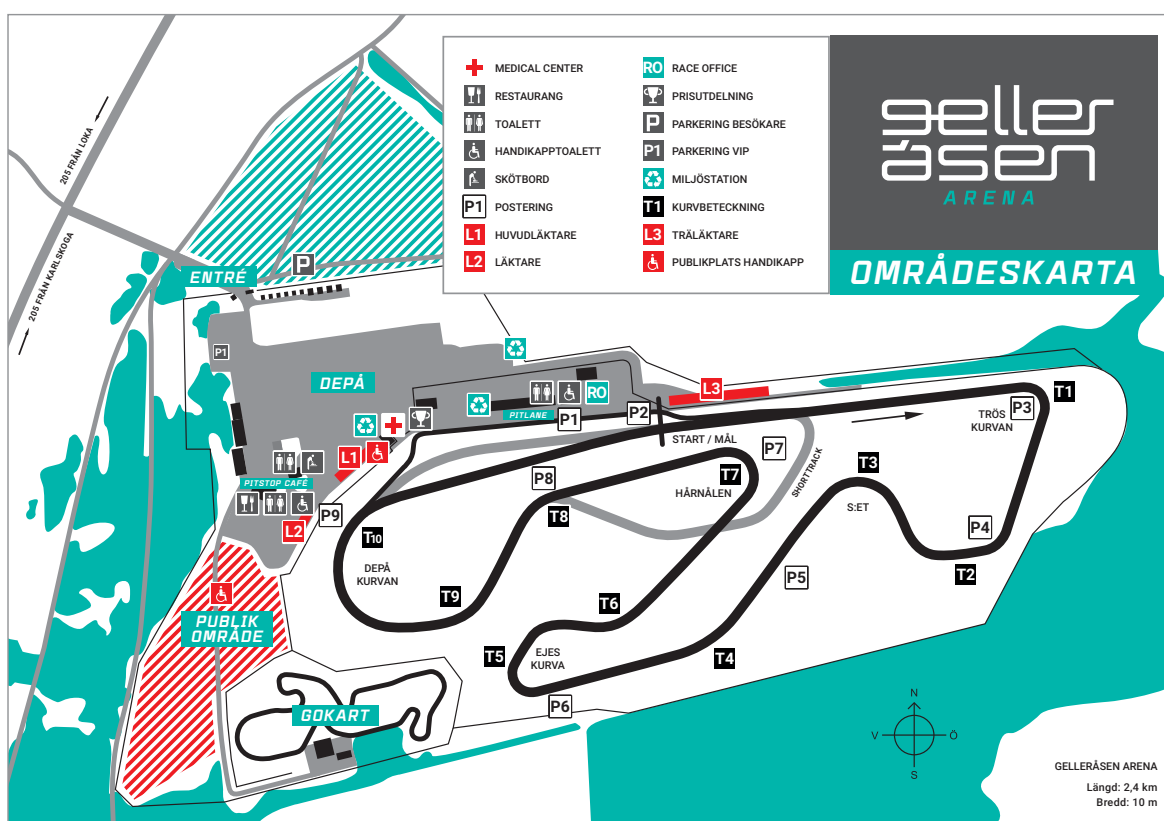 MEDICAL CENTER
RESTAURANG
TOALETT
HANDIKAPPTOALETT
SKÖTBORD
P1 POSTERING
L1 HUVUDLÄKTARE
L2 LÄKTARE
RO RACE OFFICE
PRISUTDELNING
P PARKERING BESÖKARE
P1 PARKERING VIP
MILJÖSTATION
T1 KURVBETECKNING
L3 TRÄLÄKTARE
PUBLIKPLATS HANDIKAPP
geller
åsen
ARENA
OMRÅDESKARTA
205 FRÅN LOKA
205 FRÅN KARLSKOGA
ENTRÉ
P
P1
DEPÅ
RO
PITLANE
L3
P1
P2
START / MÅL
T1
P3
TRÖS
KURVAN
P7
SHORTTRACK
T3
S:ET
P4
T2
T7
HÅRNÅLEN
P8
T8
L1
PITSTOP CAFÉ
P9
L2
T10
DEPÅ
KURVAN
T9
T6
P5
T5
EJES
KURVA
T4
P6
PUBLIK
OMRÅDE
GOKART
N
V
Ö
S
GELLERÅSEN ARENA
Längd: 2,4 km
Bredd: 10 m